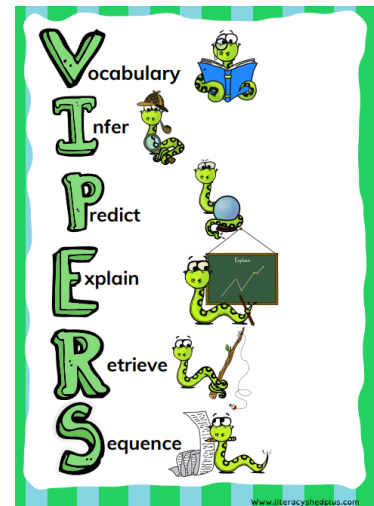 Vocabulary
Infer
Predict
Explain
Explain
Retrieve
Sequence
Www.literacyshedplus.com